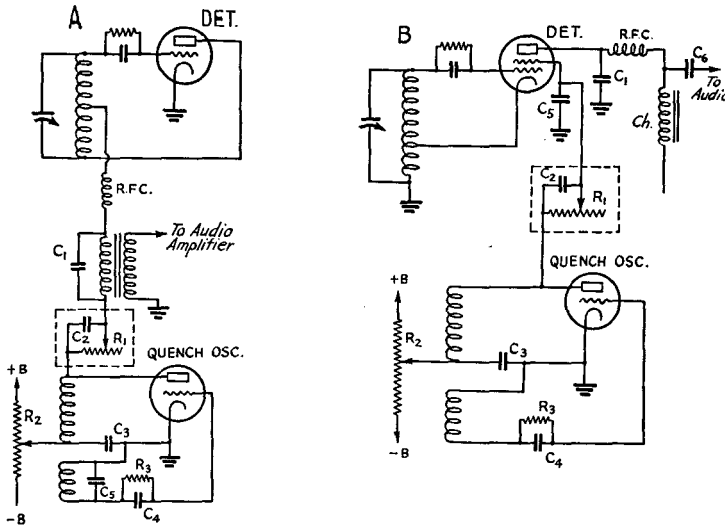 A
DET.
R.F.C.
To Audio
Amplifier
C1
C2
R1
QUENCH OSC.
+B
R2
C3
R3
C5
C4
-B
B
DET.
R.F.C.
C6
To
Audio
C1
C5
Ch.
C2
R1
QUENCH OSC.
+B
R2
C3
R3
C4
-B